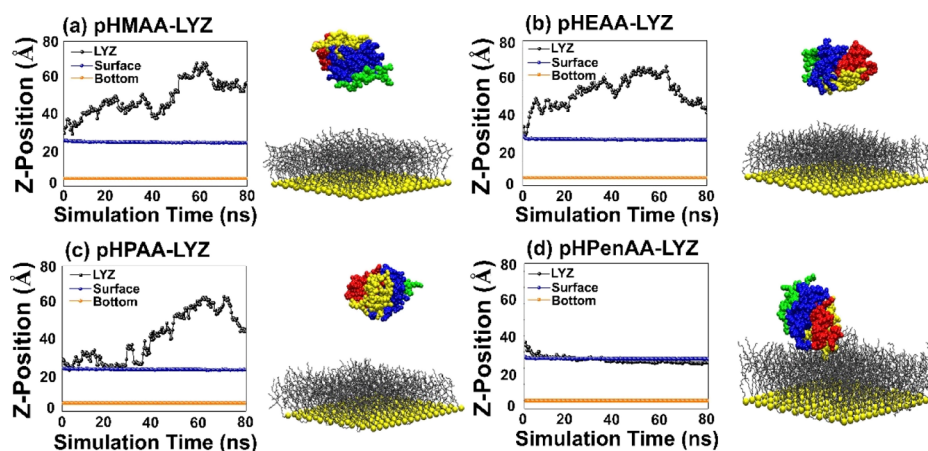 (a) pHMAA-LYZ
80
60
40
20
0
LYZ
Surface
Bottom
Z-Position (Å)
0 20 40 60 80
Simulation Time (ns)
(b) pHEAA-LYZ
80
60
40
20
0
LYZ
Surface
Bottom
Z-Position (Å)
0 20 40 60 80
Simulation Time (ns)
(c) pHPAA-LYZ
80
60
40
20
0
LYZ
Surface
Bottom
Z-Position (Å)
0 20 40 60 80
Simulation Time (ns)
(d) pHPenAA-LYZ
80
60
40
20
0
LYZ
Surface
Bottom
Z-Position (Å)
0 20 40 60 80
Simulation Time (ns)